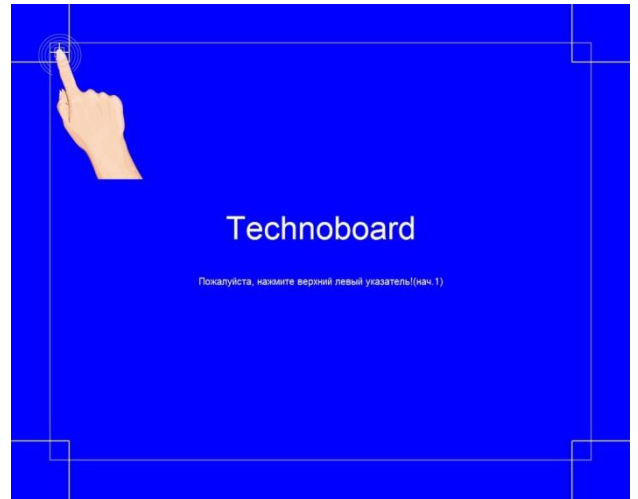 Technoboard
Пожалуйста, нажмите верхний левый указатель!(нач.1)